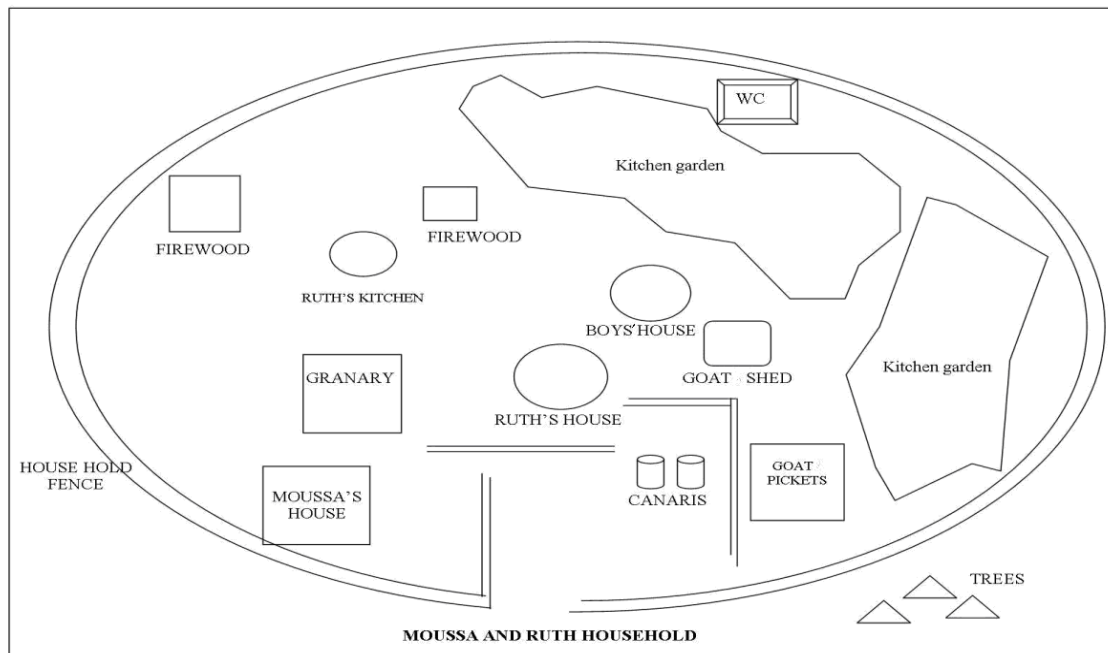 WC
Kitchen garden
FIREWOOD
FIREWOOD
RUTH'S KITCHEN
BOYS' HOUSE
GRANARY
GOAT SHED
Kitchen garden
RUTH'S HOUSE
HOUSE HOLD
FENCE
MOUSSA'S
HOUSE
CANARIS
GOAT
PICKETS
TREES
MOUSSA AND RUTH HOUSEHOLD